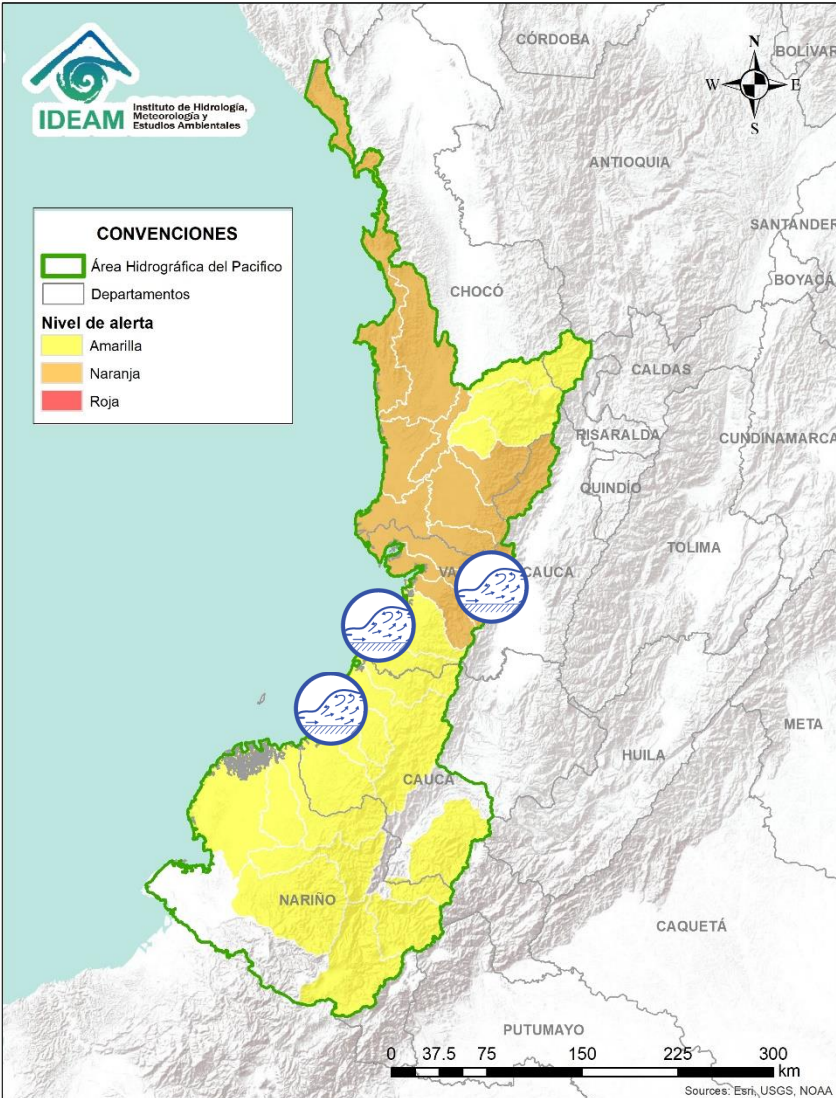 IDEAM
Instituto de Hidrología,
Meteorología y
Estudios Ambientales
CÓRDOBA
BOLÍVAR
N
W E
S
ANTIOQUIA
SANTANDER
BOYACÁ
CONVENCIONES
Área Hidrográfica del Pacifico
Departamentos
Nivel de alerta
Amarilla
Naranja
Roja
CHOCÓ
CALDAS
RISARALDA
CUNDINAMARCA
QUINDÍO
TOLIMA
VA CAUCA
META
HUILA
CAUCA
NARIÑO
CAQUETÁ
PUTUMAYO
0 37.5 75 150 225 300
km
Sources: Esri, USGS, NOAA